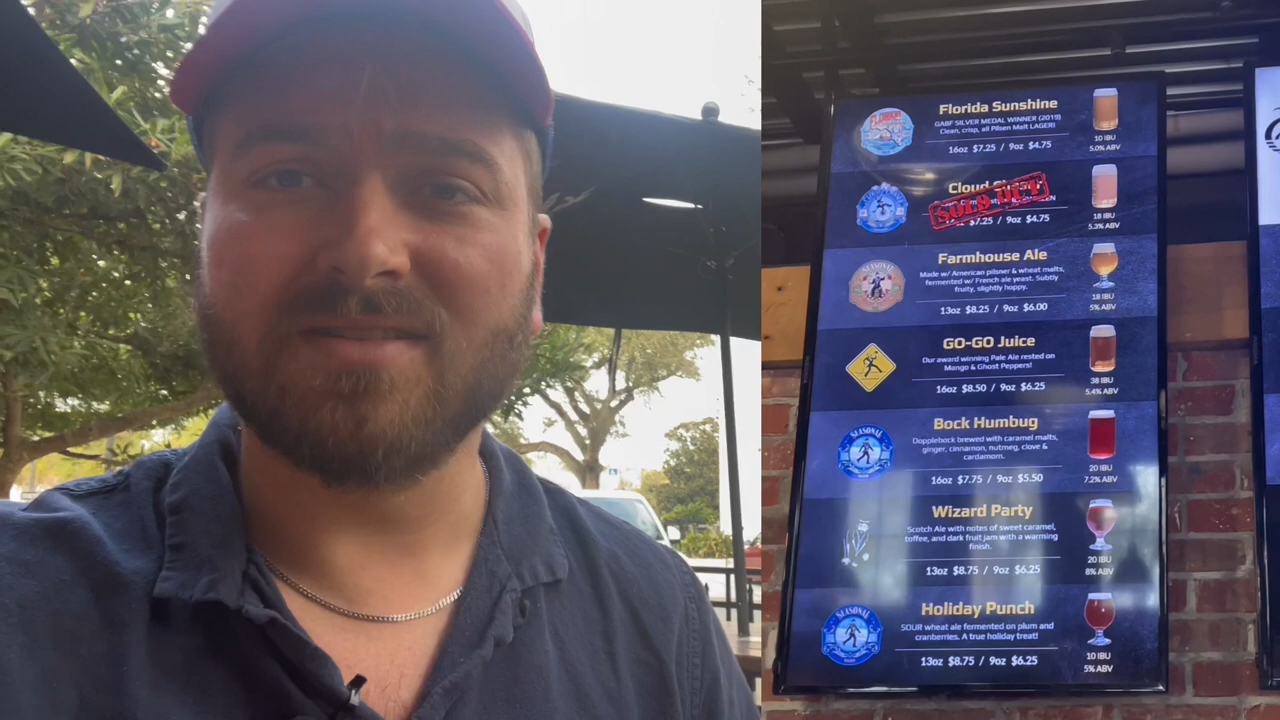 Florida Sunshine
GABF SILVER MEDAL WINNER (2019)
Clean, crisp, all Pilsen Malt LAGER!
16oz $7.25 / 9oz $4.75
10 IBU
5.0% ABV
Cloud
SOLD OUT
$7.25 / 9oz $4.75
18 IBU
5.3% ABV
SEASONAL
Farmhouse Ale
Made w/ American pilsner & wheat malts,
fermented w/ French ale yeast. Subtly
fruity, slightly hoppy.
13oz $8.25 / 9oz $6.00
18 IBU
5% ABV
GO-GO Juice
Our award winning Pale Ale rested on
Mango & Ghost Peppers!
16oz $8.50 / 9oz $6.25
38 IBU
5.4% ABV
SEASONAL
Bock Humbug
Dopplebock brewed with caramel malts,
ginger, cinnamon, nutmeg, clove &
cardamom.
16oz $7.75 / 9oz $5.50
20 IBU
7.2% ABV
Wizard Party
Scotch Ale with notes of sweet caramel,
toffee, and dark fruit jam with a warming
finish.
13oz $8.75 / 9oz $6.25
20 IBU
8% ABV
SEASONAL
Holiday Punch
SOUR wheat ale fermented on plum and
cranberries. A true holiday treat!
13oz $8.75 / 9oz $6.25
10 IBU
5% ABV